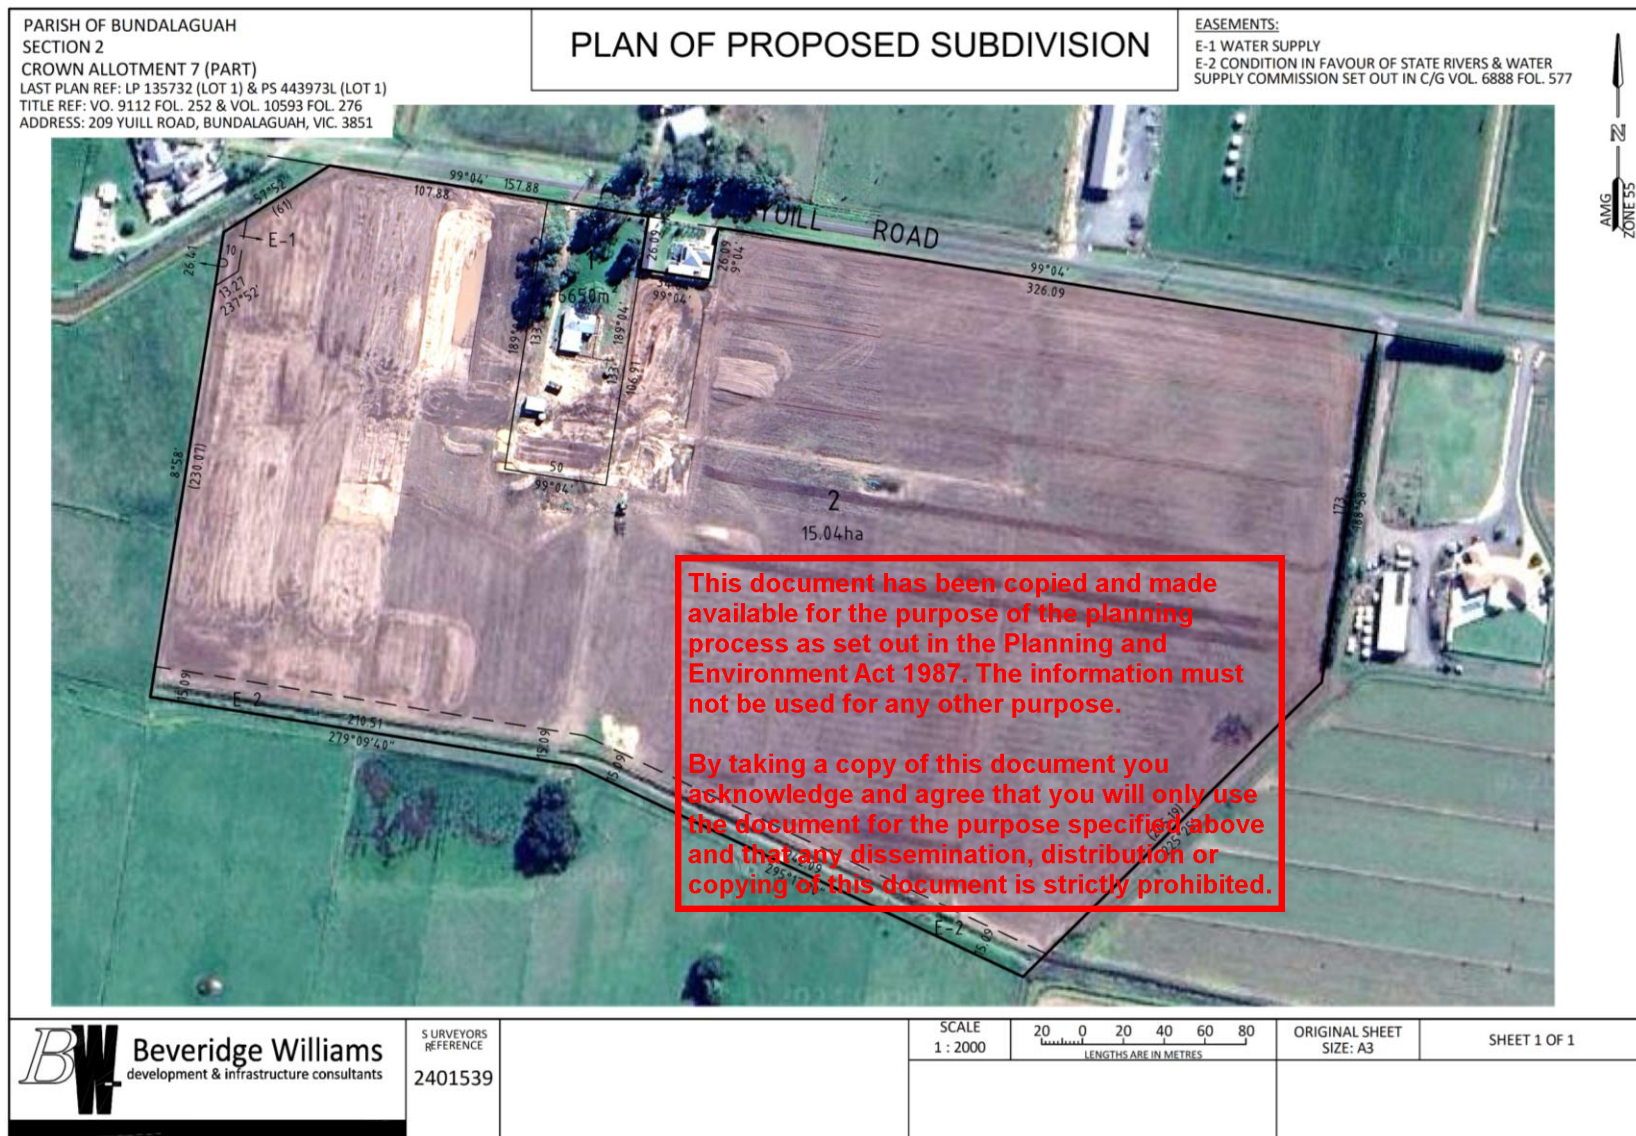 PARISH OF BUNDALAGUAH
SECTION 2
CROWN ALLOTMENT 7 (PART)
LAST PLAN REF: LP 135732 (LOT 1) & PS 443973L (LOT 1)
TITLE REF: VO. 9112 FOL. 252 & VOL. 10593 FOL. 276
ADDRESS: 209 YUILL ROAD, BUNDALAGUAH, VIC. 3851
PLAN OF PROPOSED SUBDIVISION
EASEMENTS:
E-1 WATER SUPPLY
E-2 CONDITION IN FAVOUR OF STATE RIVERS & WATER
SUPPLY COMMISSION SET OUT IN C/G VOL. 6888 FOL. 577
N
AMG
ZONE 55
57°52'
(61)
99°04' 157.88
107.88
E-1
10
26.41
13.27
237°52'
YUILL ROAD
26.09
26.09
9°04'
99°04'
99°04'
326.09
6650m
189°04'
106.91
50
99°04'
8°58'
(230.07)
2
15.04ha
173
188°58'
15.09
E-2
210.51
279°09'40"
15.09
15.09
242.09
E-2
15.09
This document has been copied and made
available for the purpose of the planning
process as set out in the Planning and
Environment Act 1987. The information must
not be used for any other purpose.
By taking a copy of this document you
acknowledge and agree that you will only use
the document for the purpose specified above
and that any dissemination, distribution or
copying of this document is strictly prohibited.
BW
Beveridge Williams
development & infrastructure consultants
SURVEYORS
REFERENCE
2401539
SCALE
1 : 2000
20 0 20 40 60 80
LENGTHS ARE IN METRES
ORIGINAL SHEET
SIZE: A3
SHEET 1 OF 1